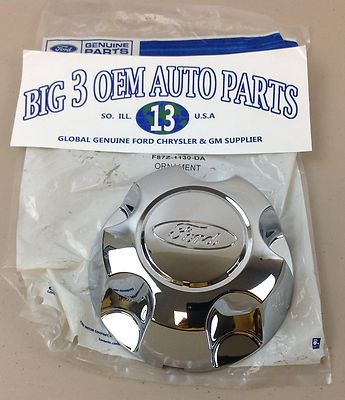 Ford
GENUINE
PARTS
BIG 3 OEM AUTO PARTS
SO. ILL. 13 U.S.A
GLOBAL GENUINE FORD CHRYSLER & GM SUPPLIER
F87Z-1130-DA
ORNAMENT
Ford